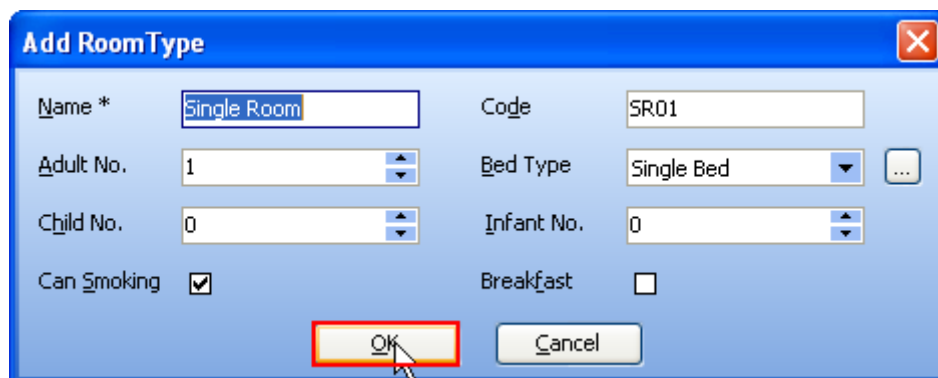 Add RoomType
Name * Single Room Code SR01
Adult No. 1 Bed Type Single Bed ...
Child No. 0 Infant No. 0
Can Smoking Breakfast
OK Cancel